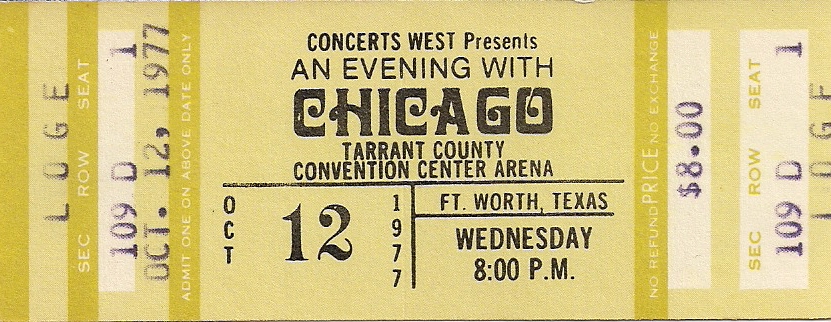 LOGE
SEC ROW SEAT
109 D 1
OCT. 12, 1977
ADMIT ONE ON ABOVE DATE ONLY
CONCERTS WEST Presents
AN EVENING WITH
CHICAGO
TARRANT COUNTY
CONVENTION CENTER ARENA
OCT
12
1977
FT. WORTH, TEXAS
WEDNESDAY
8:00 P.M.
NO REFUND PRICE NO EXCHANGE
$8.00
SEC ROW SEAT
109 D 1
LOGE